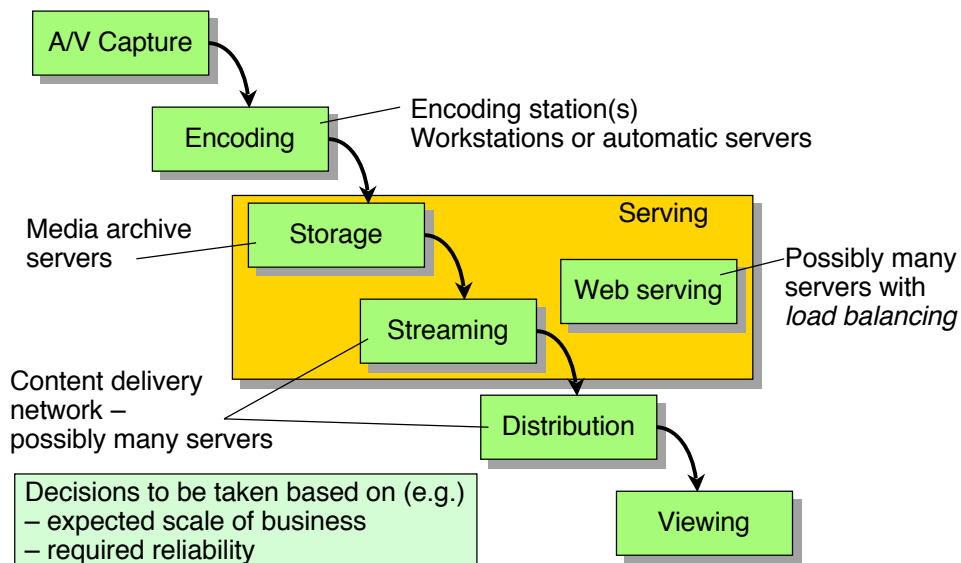 A/V Capture
Encoding
Encoding station(s)
Workstations or automatic servers
Serving
Storage
Media archive
servers
Web serving
Possibly many
servers with
load balancing
Streaming
Content delivery
network –
possibly many servers
Distribution
Decisions to be taken based on (e.g.)
– expected scale of business
– required reliability
Viewing